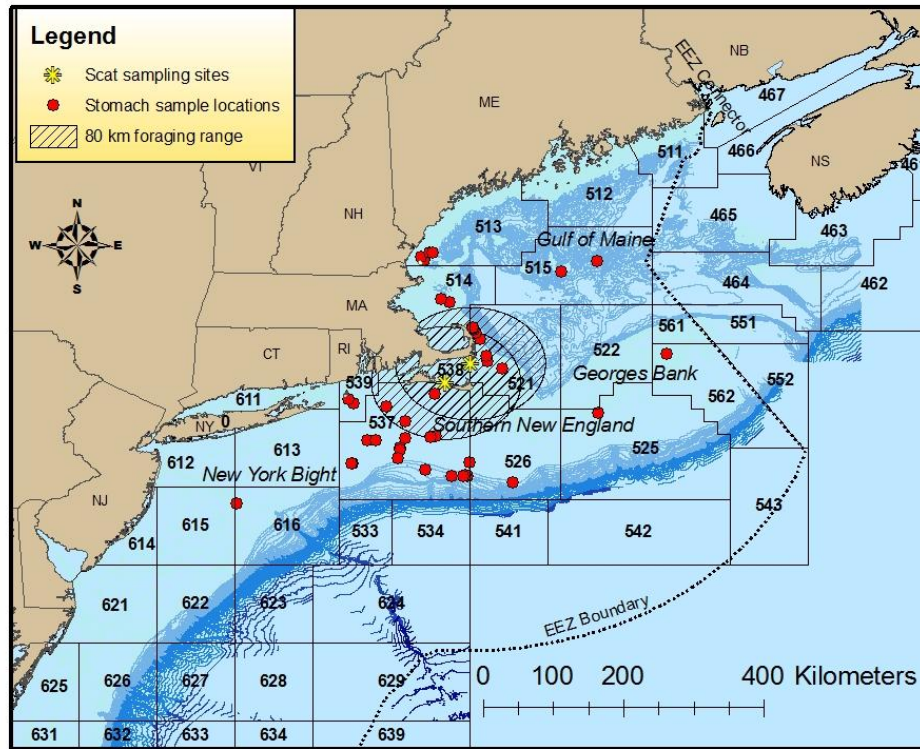 Legend
Scat sampling sites
Stomach sample locations
80 km foraging range
NB
EEZ Connector
467
ME
511
466
NS
46
VT
N
W E
S
NH
512
513
465
463
Gulf of Maine
515
514
464
462
MA
561
551
CT
RI
538
521
522
Georges Bank
552
539
562
611
537
Southern New England
NY
0
613
612
New York Bight
526
525
NJ
615
616
533
534
541
542
543
614
621
622
623
624
EEZ Boundary
625
626
627
628
629
0 100 200 400 Kilometers
631
632
633
634
639